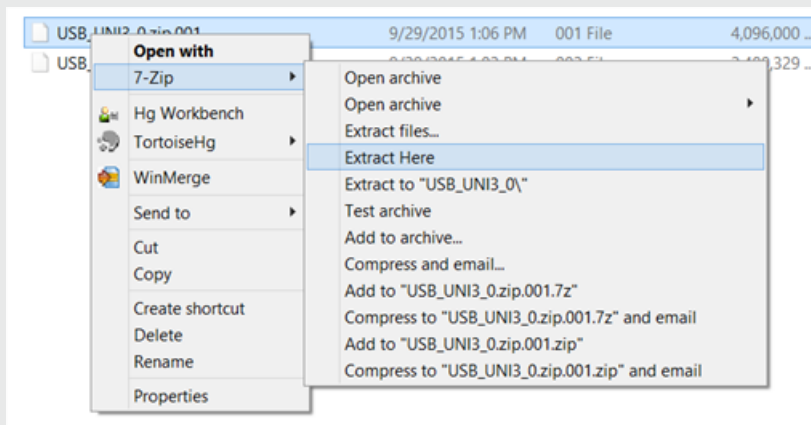 USB_UNI3_0.zip.001 9/29/2015 1:06 PM 001 File 4,096,000 ..
USB_
Open with
7-Zip
Hg Workbench
TortoiseHg
WinMerge
Send to
Cut
Copy
Create shortcut
Delete
Rename
Properties
Open archive
Open archive
Extract files...
Extract Here
Extract to "USB_UNI3_0\"
Test archive
Add to archive...
Compress and email...
Add to "USB_UNI3_0.zip.001.7z"
Compress to "USB_UNI3_0.zip.001.7z" and email
Add to "USB_UNI3_0.zip.001.zip"
Compress to "USB_UNI3_0.zip.001.zip" and email